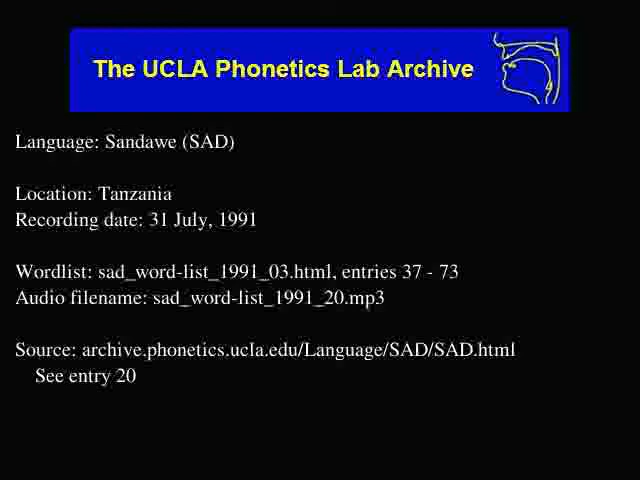 The UCLA Phonetics Lab Archive
Language: Sandawe (SAD)
Location: Tanzania
Recording date: 31 July, 1991
Wordlist: sad_word-list_1991_03.html, entries 37 - 73
Audio filename: sad_word-list_1991_20.mp3
Source: archive.phonetics.ucla.edu/Language/SAD/SAD.html
See entry 20